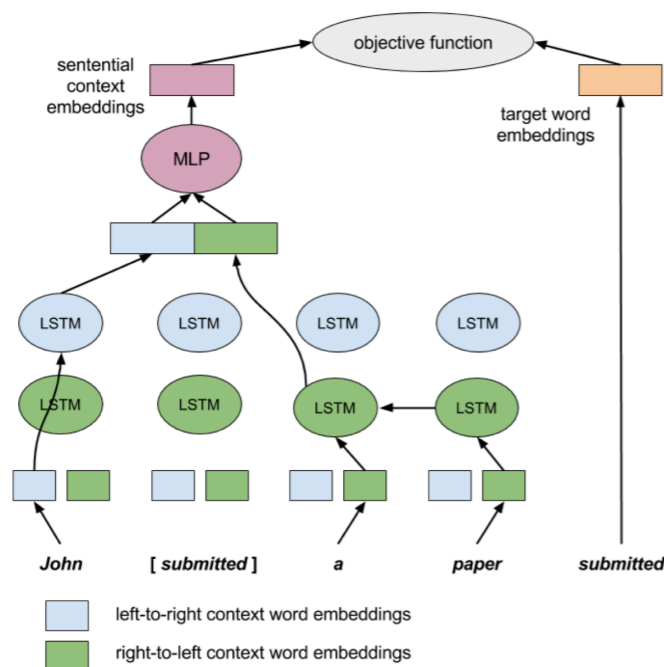 objective function
sentential
context
embeddings
target word
embeddings
MLP
LSTM LSTM LSTM LSTM
LSTM LSTM LSTM LSTM
John [ submitted ] a paper submitted
left-to-right context word embeddings
right-to-left context word embeddings